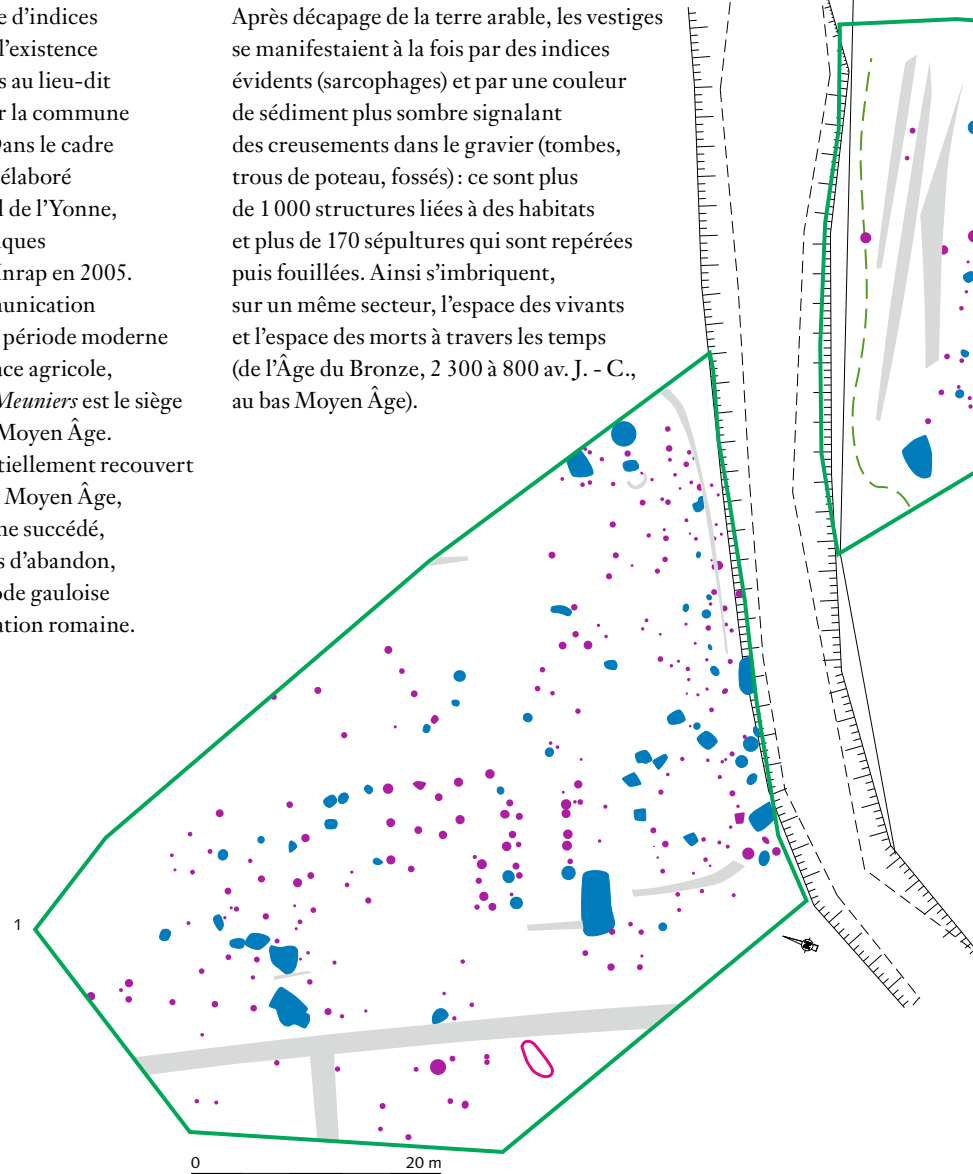 e d’indices
l’existence
s au lieu-dit
r la commune
Dans le cadre
élaboré
l de l’Yonne,
ques
Inrap en 2005.
unication
période moderne
ce agricole,
Meuniers est le siège
Moyen Âge.
tiellement recouvert
Moyen Âge,
ne succédé,
s d’abandon,
ode gauloise
ation romaine.
Après décapage de la terre arable, les vestiges
se manifestaient à la fois par des indices
évidents (sarcophages) et par une couleur
de sédiment plus sombre signalant
des creusements dans le gravier (tombes,
trous de poteau, fossés) : ce sont plus
de 1 000 structures liées à des habitats
et plus de 170 sépultures qui sont repérées
puis fouillées. Ainsi s’imbriquent,
sur un même secteur, l’espace des vivants
et l’espace des morts à travers les temps
(de l’Âge du Bronze, 2 300 à 800 av. J. - C.,
au bas Moyen Âge).
1
0 20 m